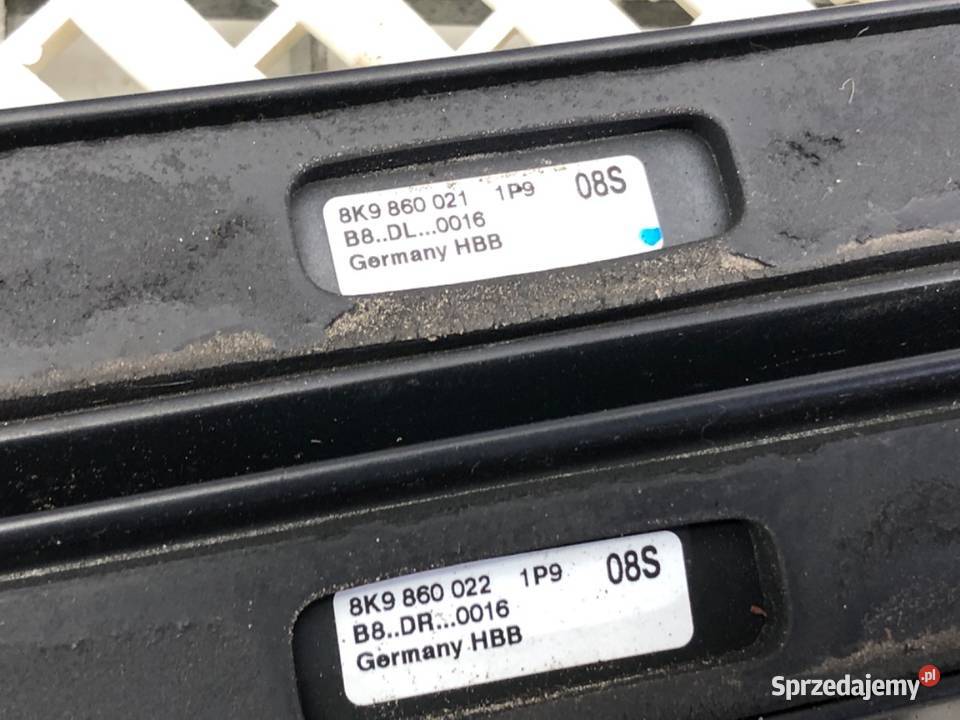 8K9 860 021 1P9 08S
B8..DL...0016
Germany HBB
8K9 860 022 1P9 08S
B8..DR...0016
Germany HBB
Sprzedajemy.pl